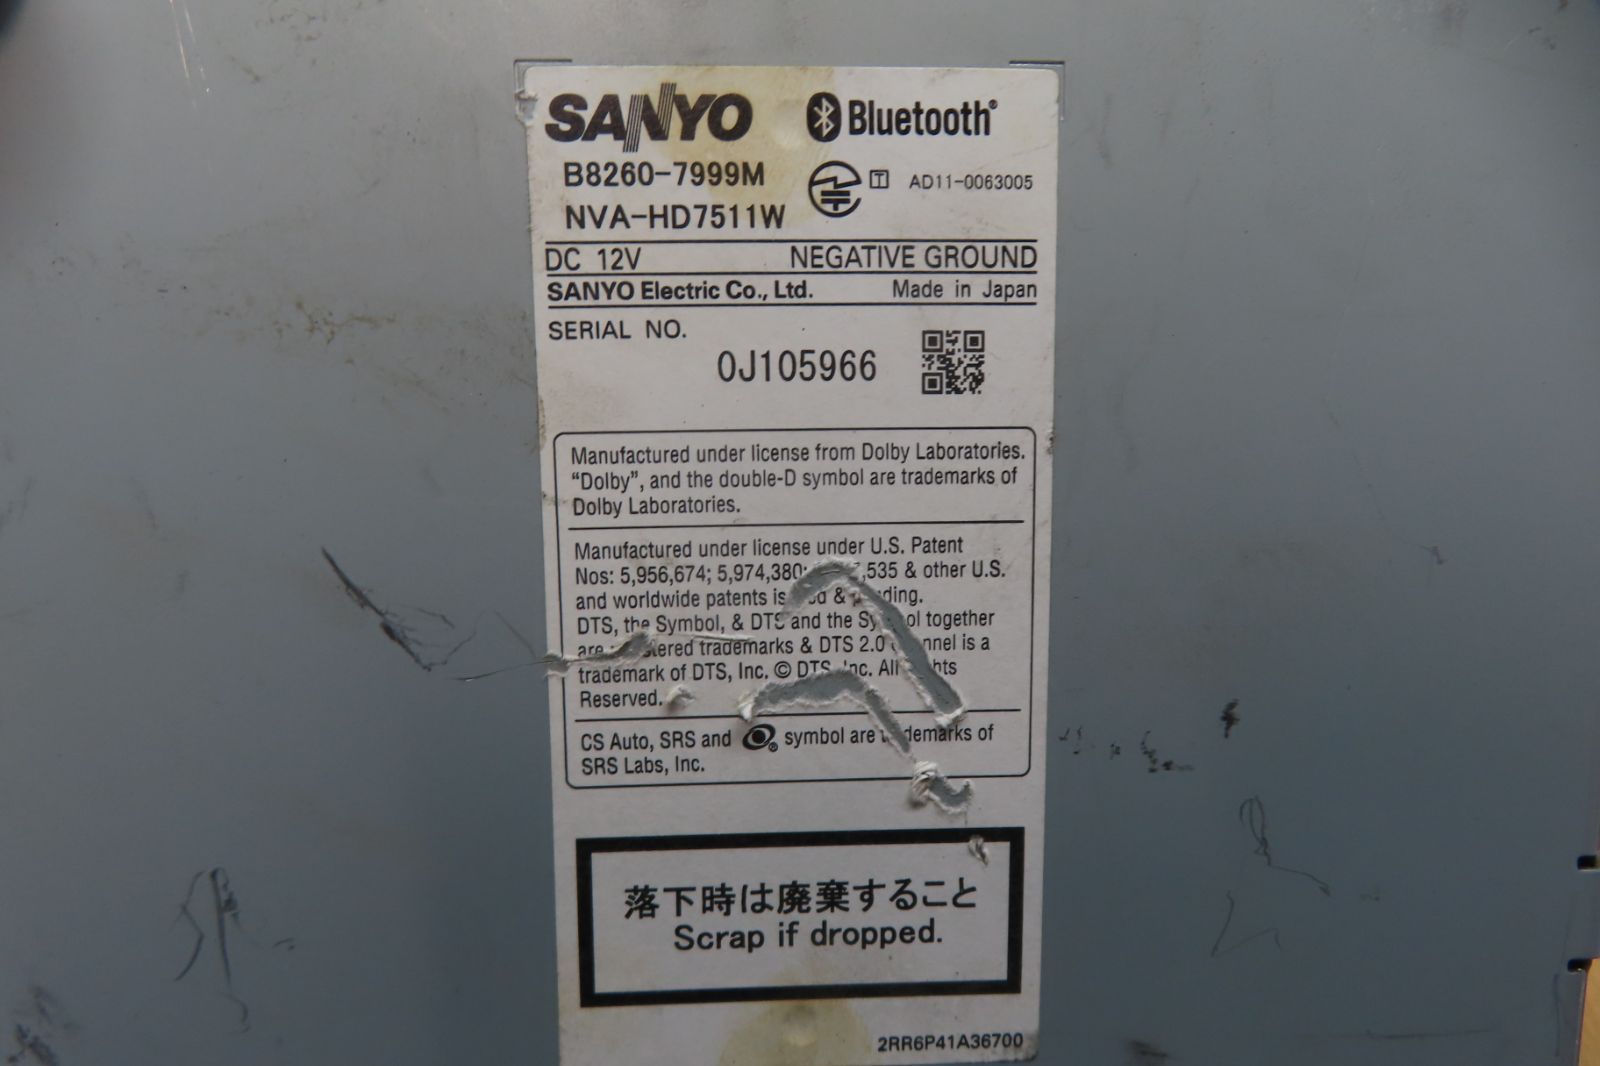 SANYO Bluetooth®
B8260-7999M
T AD11-0063005
NVA-HD7511W
DC 12V NEGATIVE GROUND
SANYO Electric Co., Ltd. Made in Japan
SERIAL NO.
0J105966
Manufactured under license from Dolby Laboratories.
“Dolby”, and the double-D symbol are trademarks of
Dolby Laboratories.
Manufactured under license under U.S. Patent
Nos: 5,956,674; 5,974,380; ,535 & other U.S.
and worldwide patents is & .
DTS, the Symbol, & DTS and the Symbol together
are trademarks & DTS 2.0 is a
trademark of DTS, Inc. © DTS, Inc. All
Reserved.
CS Auto, SRS and ® symbol are trademarks of
SRS Labs, Inc.
落下時は廃棄すること
Scrap if dropped.
2RR6P41A36700